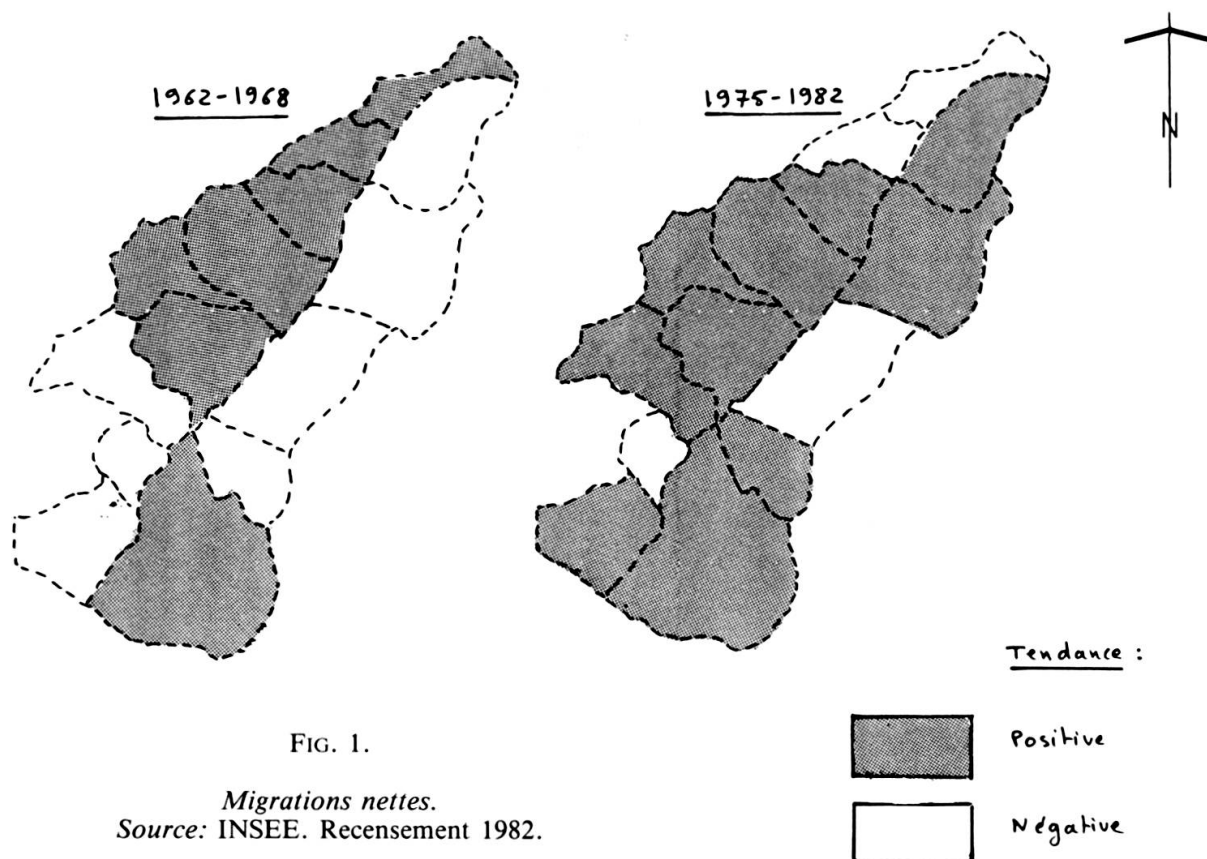 1962-1968
1975-1982
N
Tendance :
Positive
Négative
FIG. 1.
Migrations nettes.
Source: INSEE. Recensement 1982.